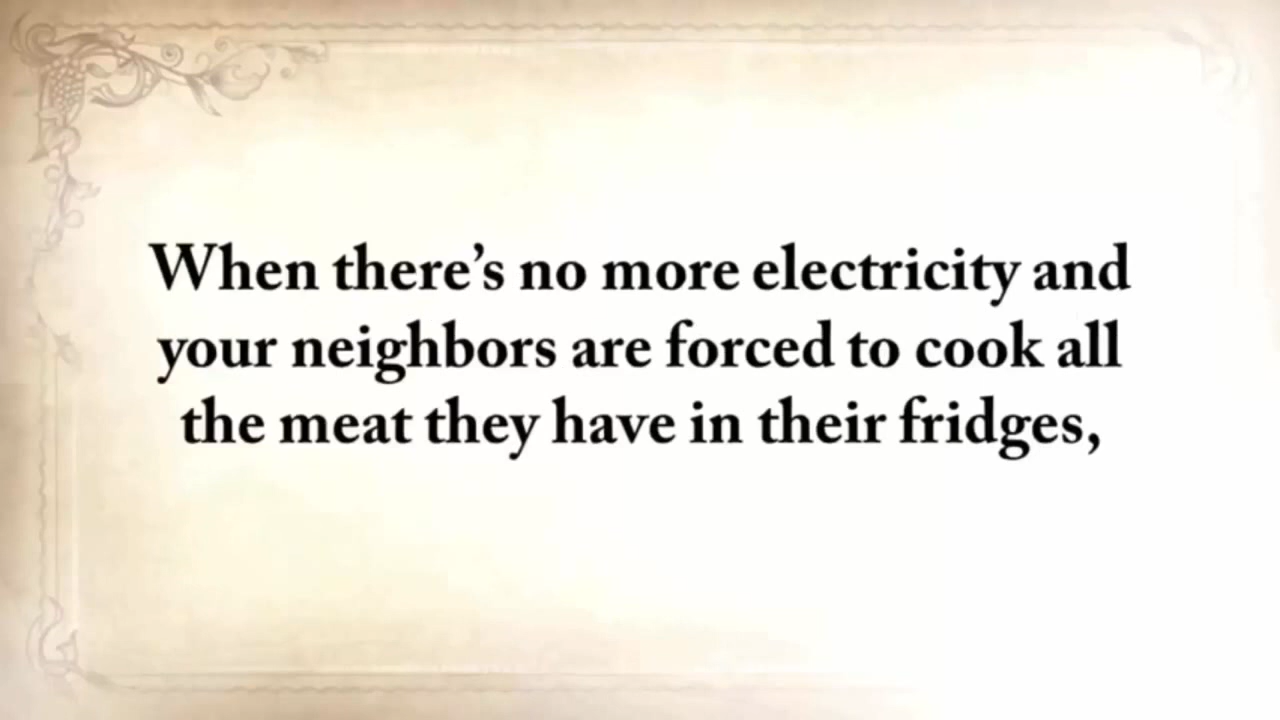 When there’s no more electricity and
your neighbors are forced to cook all
the meat they have in their fridges,